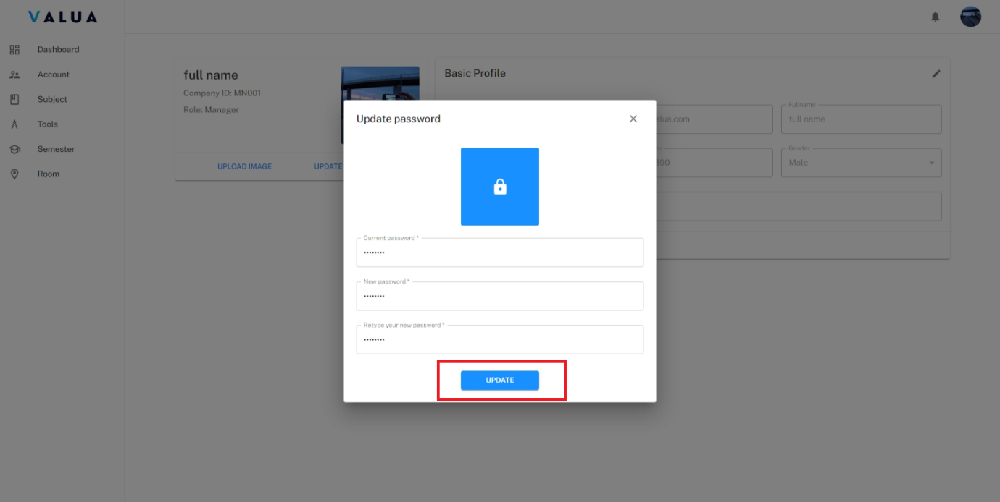 VALUA
Dashboard
Account
Subject
Tools
Semester
Room
full name
Company ID: MN001
Role: Manager
UPLOAD IMAGE
UPDATE
Basic Profile
alua.com
Fullname
full name
390
Gender
Male
Update password
Current password *
••••••••
New password *
••••••••
Retype your new password *
••••••••
UPDATE